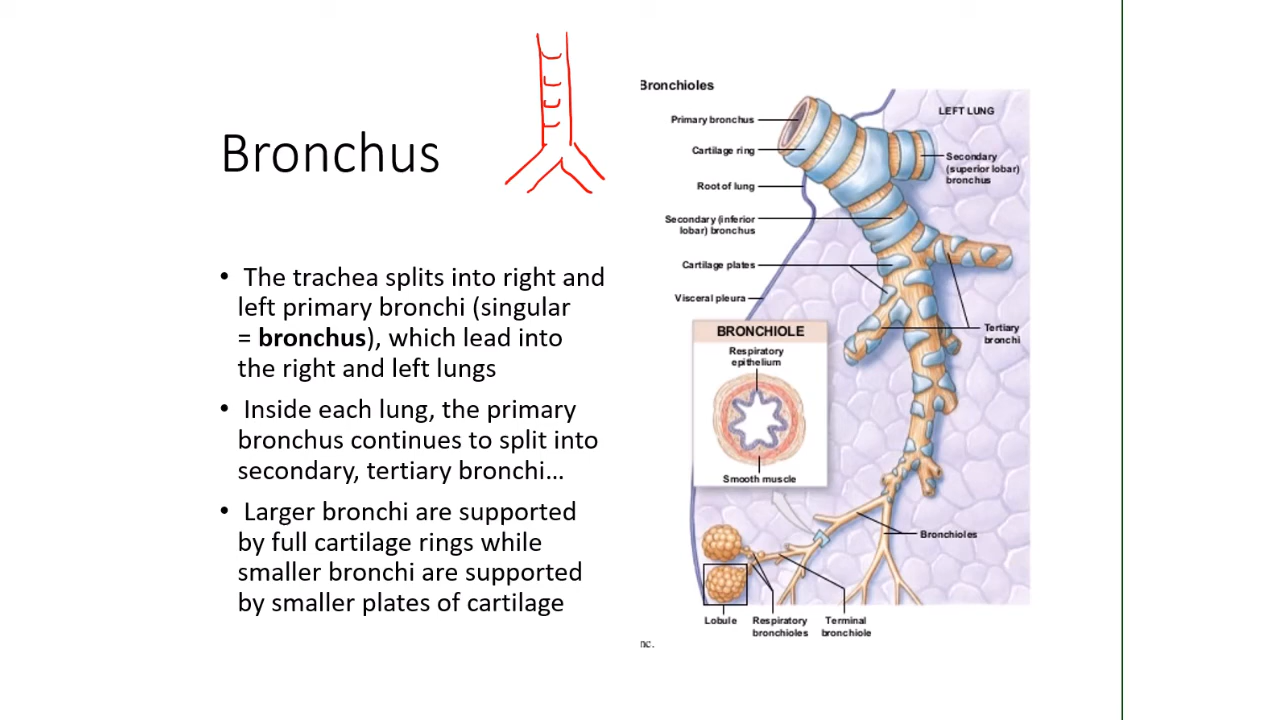 Bronchus
The trachea splits into right and
left primary bronchi (singular
= bronchus), which lead into
the right and left lungs
Inside each lung, the primary
bronchus continues to split into
secondary, tertiary bronchi...
Larger bronchi are supported
by full cartilage rings while
smaller bronchi are supported
by smaller plates of cartilage
Bronchioles
LEFT LUNG
Primary bronchus
Cartilage ring
Root of lung
Secondary (inferior
lobar) bronchus
Cartilage plates
Visceral pleura
Secondary
(superior lobar)
bronchus
Tertiary
bronchi
BRONCHIOLE
Respiratory
epithelium
Smooth muscle
Bronchioles
Lobule
Respiratory
bronchioles
Terminal
bronchiole
nc.